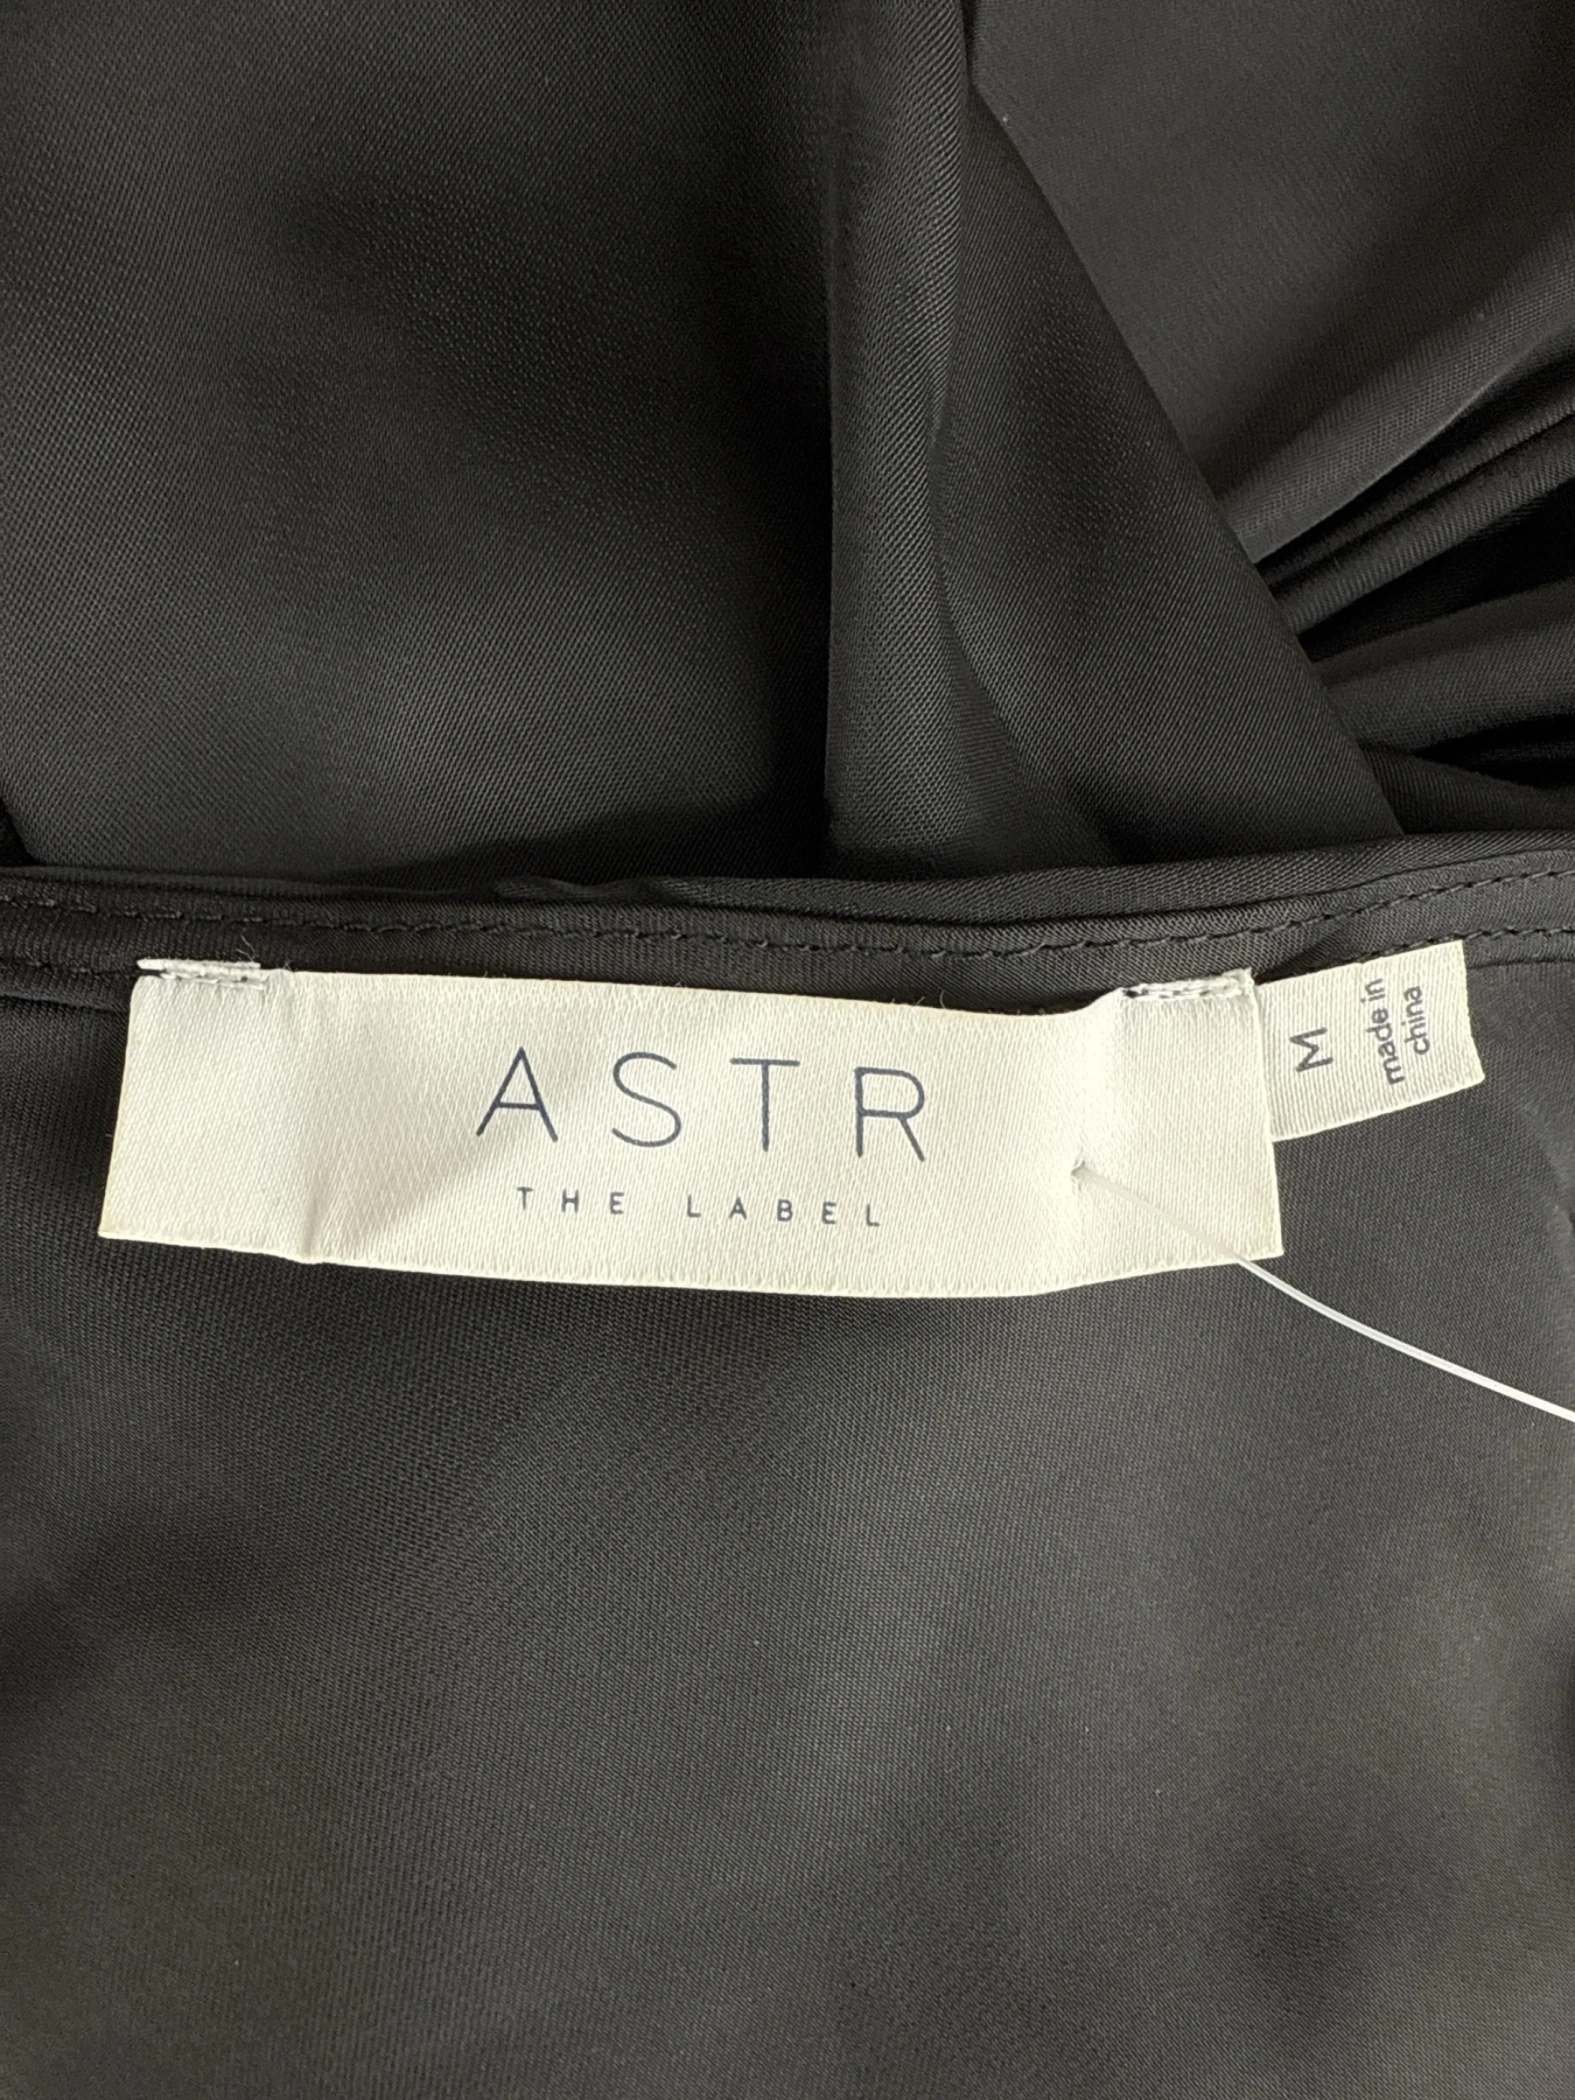 ASTR
THE LABEL
M
made in
china